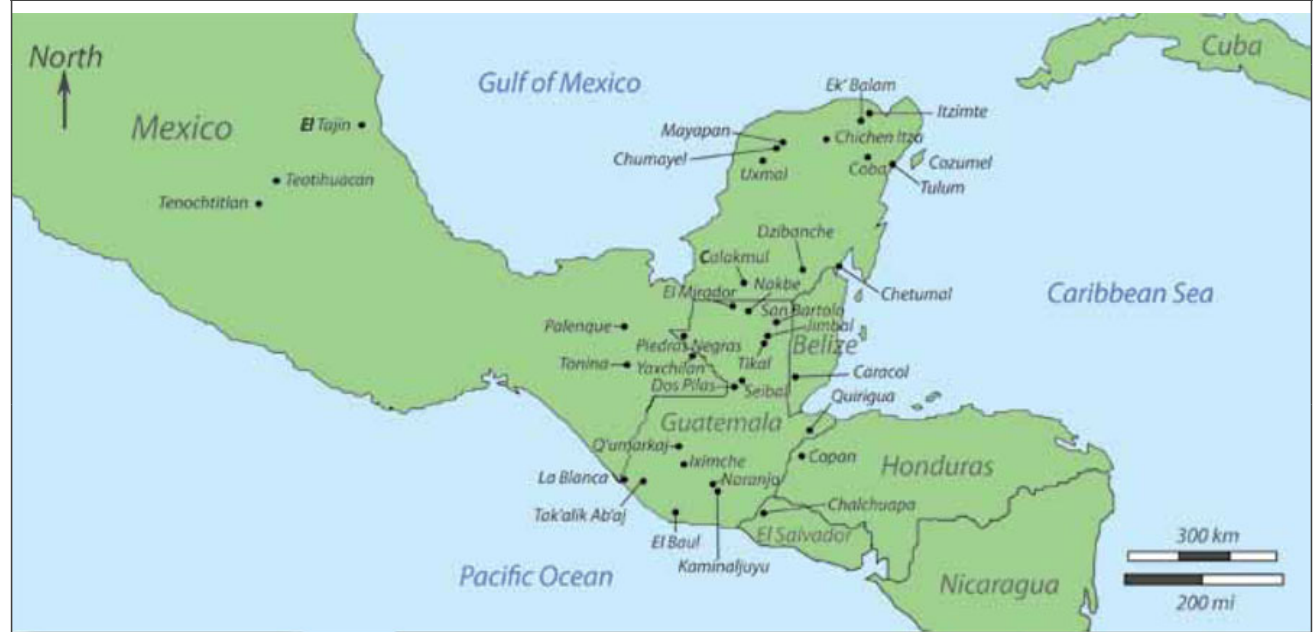 North
Mexico
Gulf of Mexico
Cuba
El Tajin
Teotihuacan
Tenochtitlan
Ek' Balam
Itzimte
Mayapan
Chichen Itza
Chumayel
Uxmal
Coba
Cozumel
Tulum
Dzibanche
Calakmul
Nakbe
El Mirador
Chetumal
Caribbean Sea
San Bartolo
Palenque
Jimbal
Piedras Negras
Belize
Tonina
Yaxchilan
Tikal
Caracol
Dos Pilas
Seibal
Quirigua
Guatemala
Q'umarkaj
Iximche
Copan
Honduras
La Blanca
Naranjo
Tak'alik Ab'aj
Chalchuapa
El Baul
El Salvador
Kaminaljuyu
Pacific Ocean
Nicaragua
300 km
200 mi